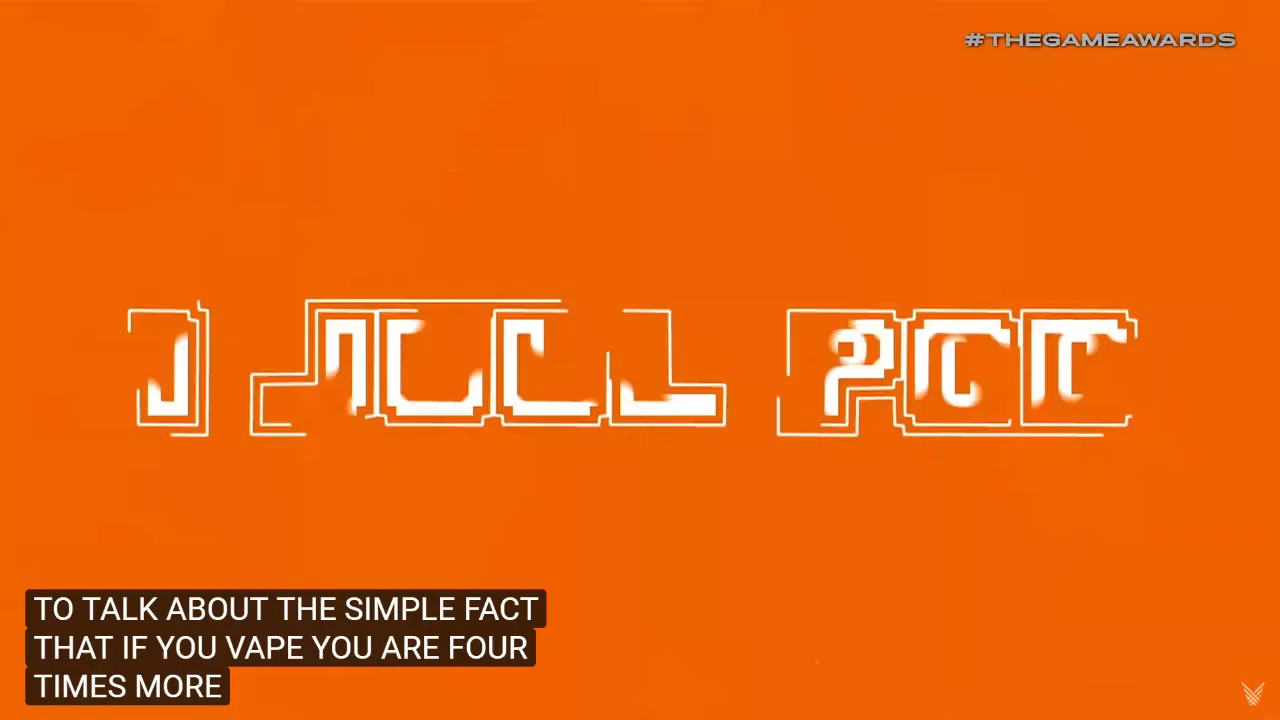 #THEGAMEAWARDS
TO TALK ABOUT THE SIMPLE FACT
THAT IF YOU VAPE YOU ARE FOUR
TIMES MORE